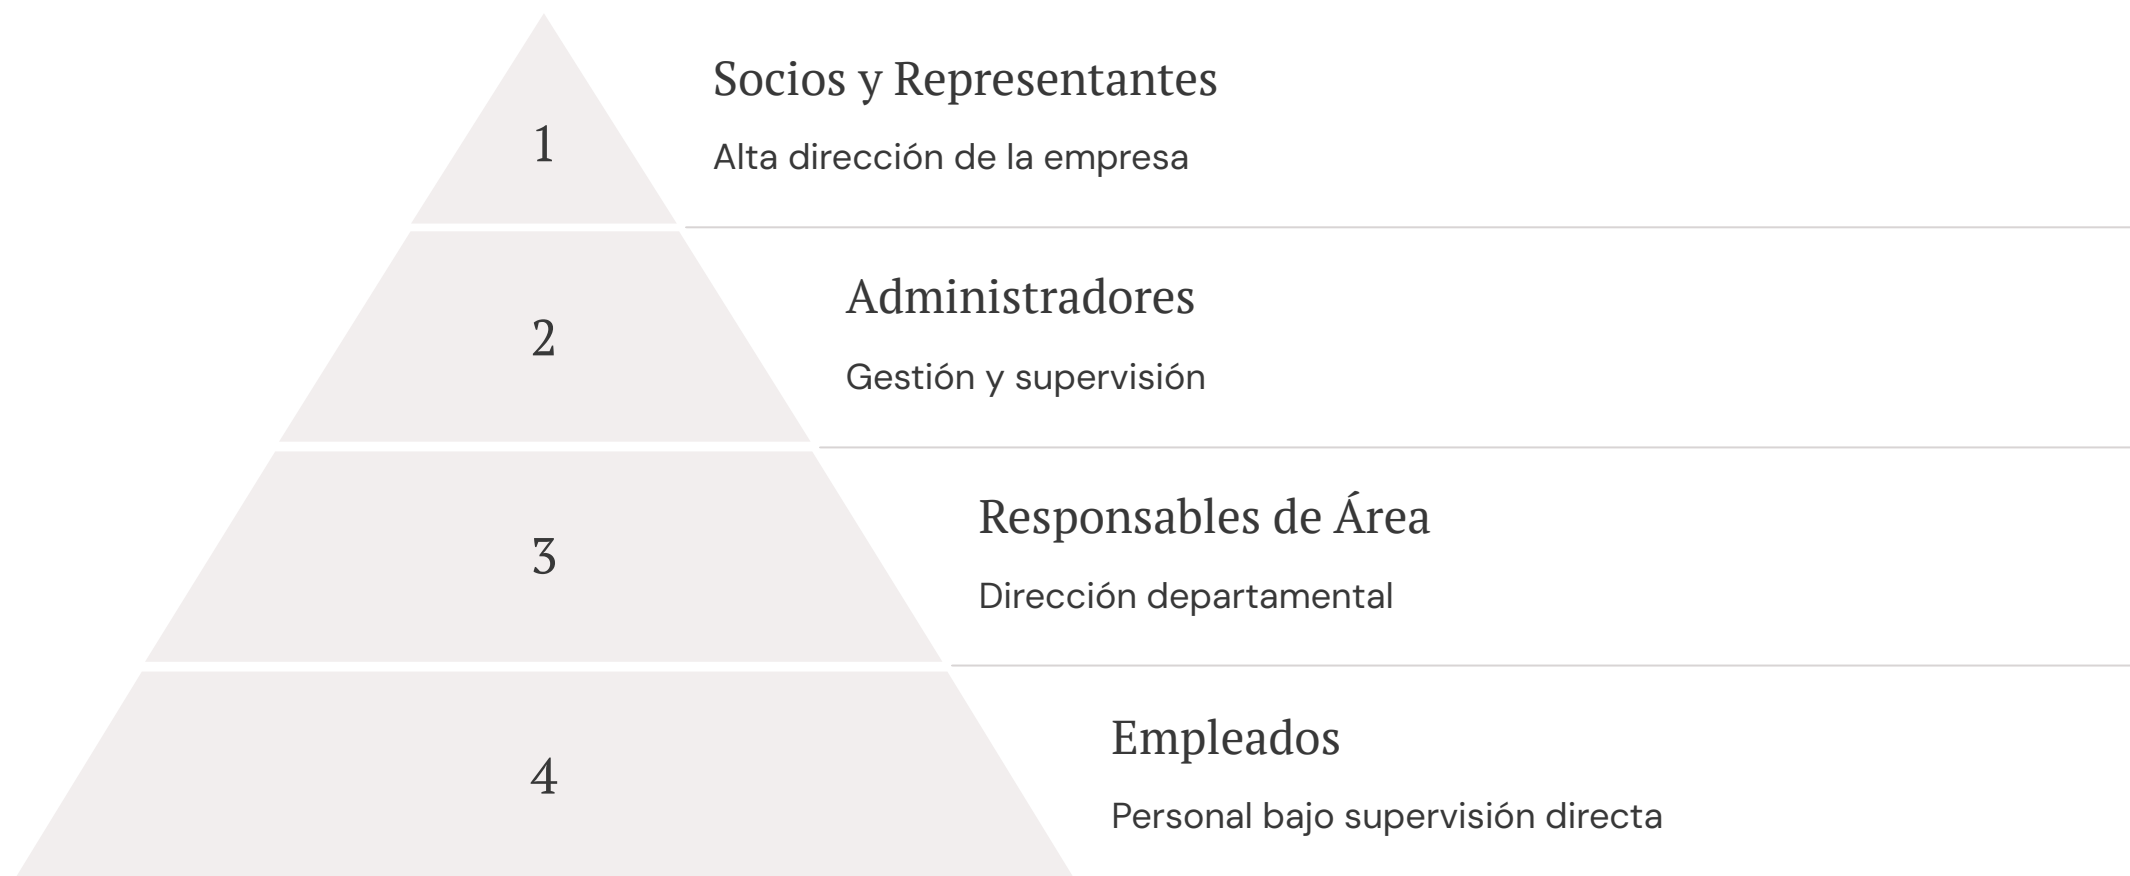 1
Socios y Representantes
Alta dirección de la empresa
2
Administradores
Gestión y supervisión
3
Responsables de Área
Dirección departamental
4
Empleados
Personal bajo supervisión directa